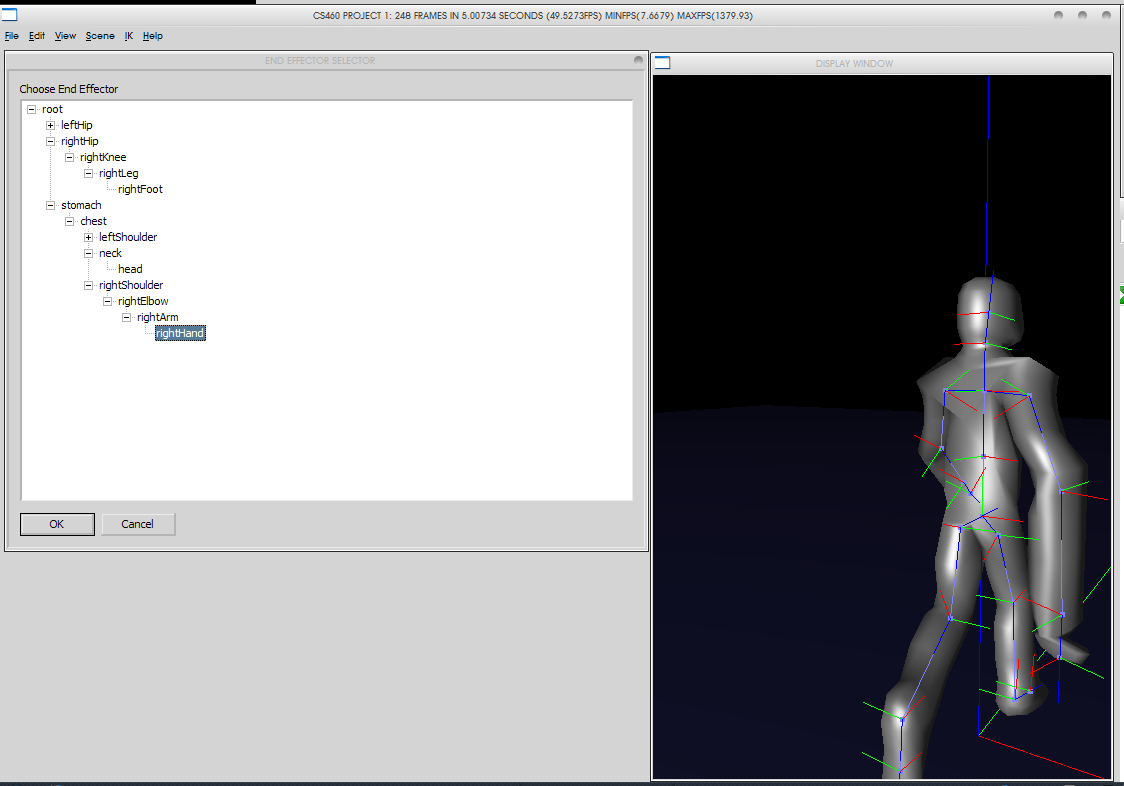 CS460 PROJECT 1: 248 FRAMES IN 5.00734 SECONDS (49.5273FPS) MINFPS(7.6679) MAXFPS(1379.93)
File Edit View Scene IK Help
END EFFECTOR SELECTOR
DISPLAY WINDOW
Choose End Effector
root
leftHip
rightHip
rightKnee
rightLeg
rightFoot
stomach
chest
leftShoulder
neck
head
rightShoulder
rightElbow
rightArm
rightHand
OK Cancel